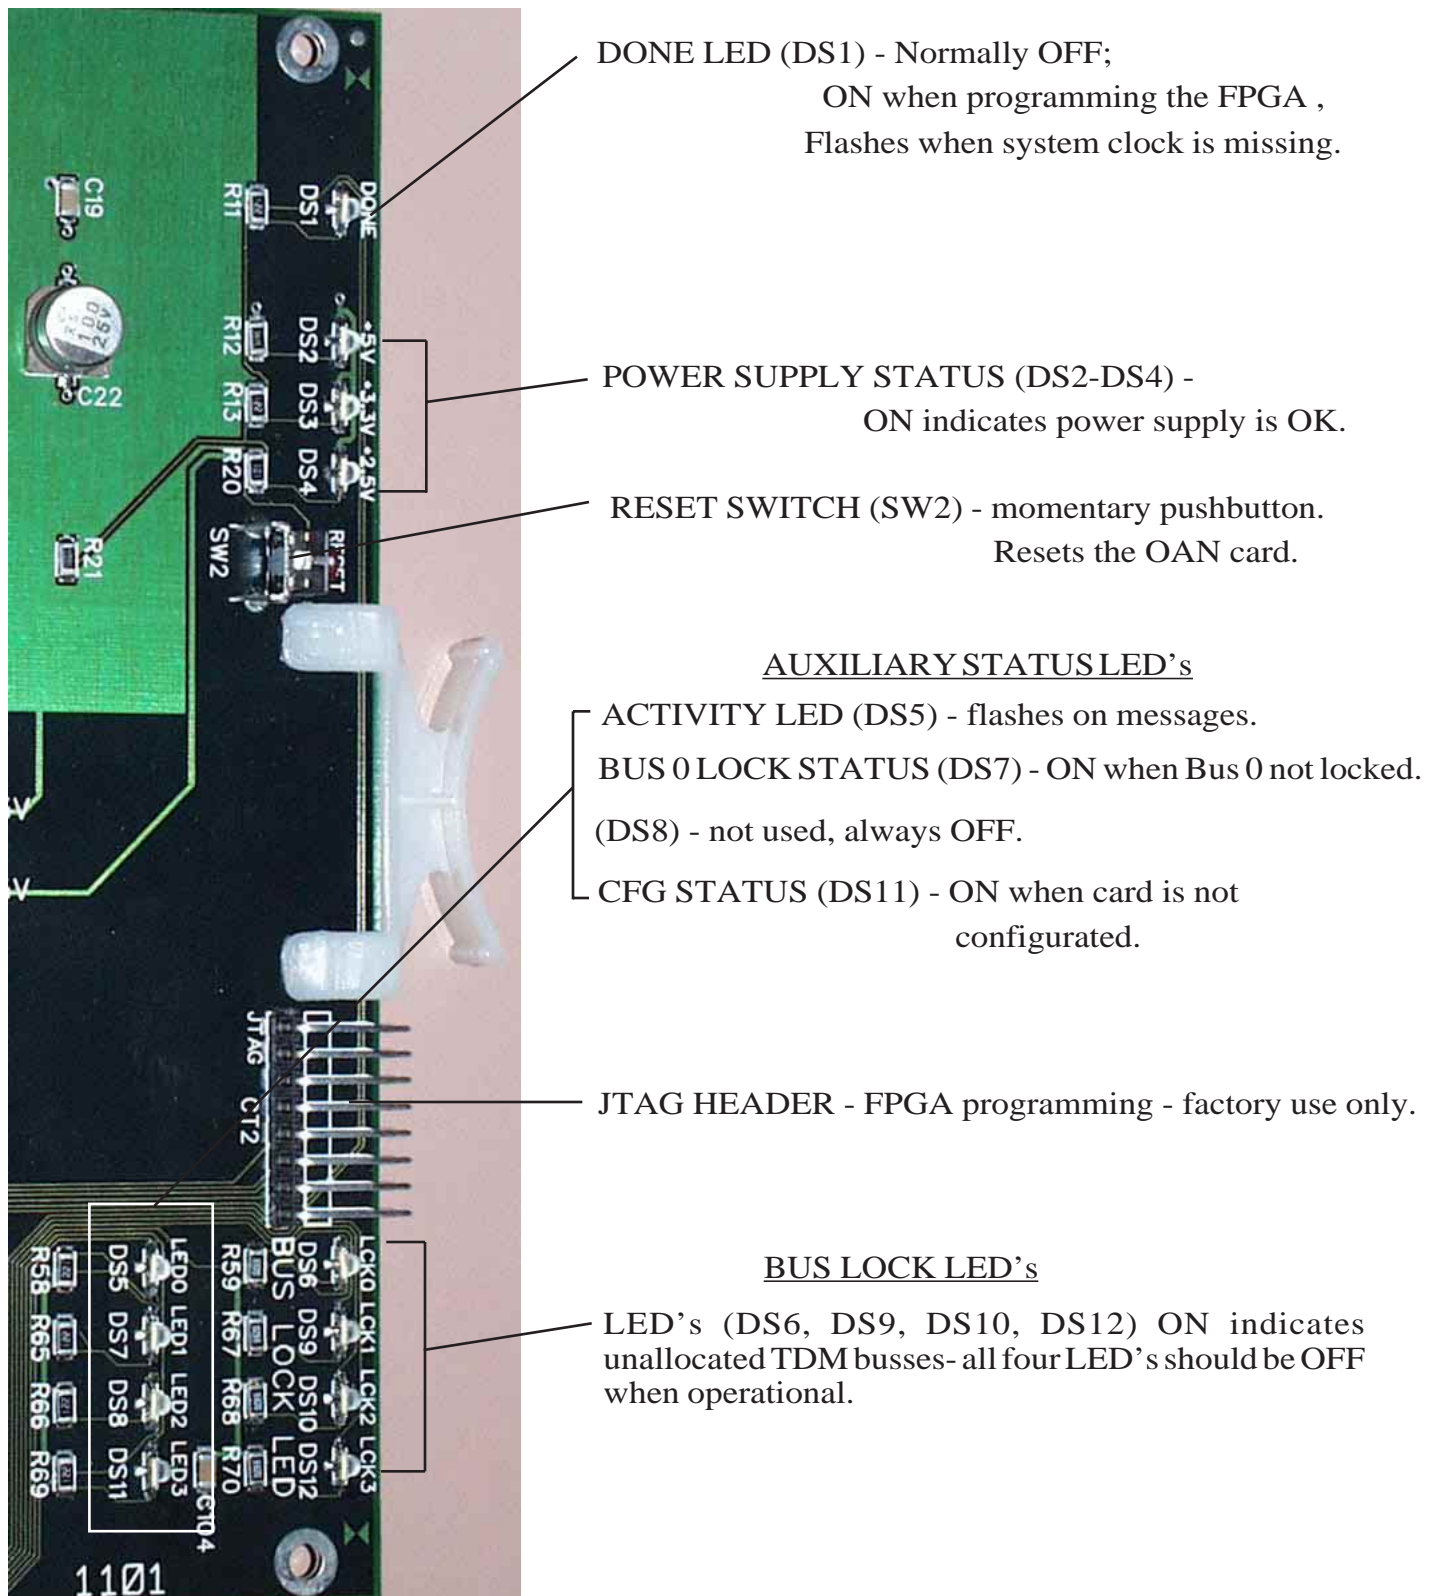 DONE LED (DS1) - Normally OFF;
ON when programming the FPGA ,
Flashes when system clock is missing.
POWER SUPPLY STATUS (DS2-DS4) -
ON indicates power supply is OK.
RESET SWITCH (SW2) - momentary pushbutton.
Resets the OAN card.
AUXILIARY STATUS LED's
ACTIVITY LED (DS5) - flashes on messages.
BUS 0 LOCK STATUS (DS7) - ON when Bus 0 not locked.
(DS8) - not used, always OFF.
CFG STATUS (DS11) - ON when card is not
configurated.
JTAG HEADER - FPGA programming - factory use only.
BUS LOCK LED's
LED's (DS6, DS9, DS10, DS12) ON indicates
unallocated TDM busses- all four LED's should be OFF
when operational.
C19
R11
DS1
DONE
100
C22
R12
DS2
+5V
R13
DS3
+3.3V
R20
DS4
+2.5V
R21
SW2
RESET
V
V
JTAG
CT2
R58
DS5
LED0
R59
BUS LOCK LED
DS6
LCK0
R65
DS7
LED1
R67
DS9
LCK1
R66
DS8
LED2
R68
DS10
LCK2
R69
DS11
LED3
R70
DS12
LCK3
C104
1101